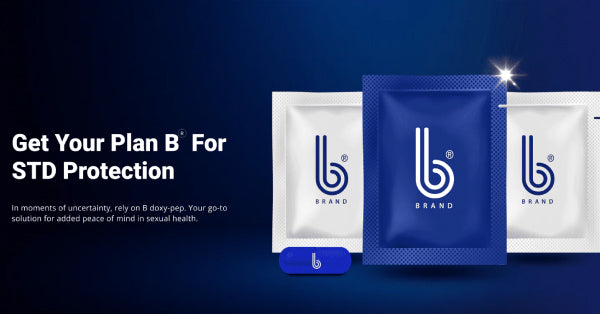 Get Your Plan B® For
STD Protection
In moments of uncertainty, rely on B doxy-pep. Your go-to
solution for added peace of mind in sexual health.
b®
BRAND
b®
BRAND
b®
BRAND
b